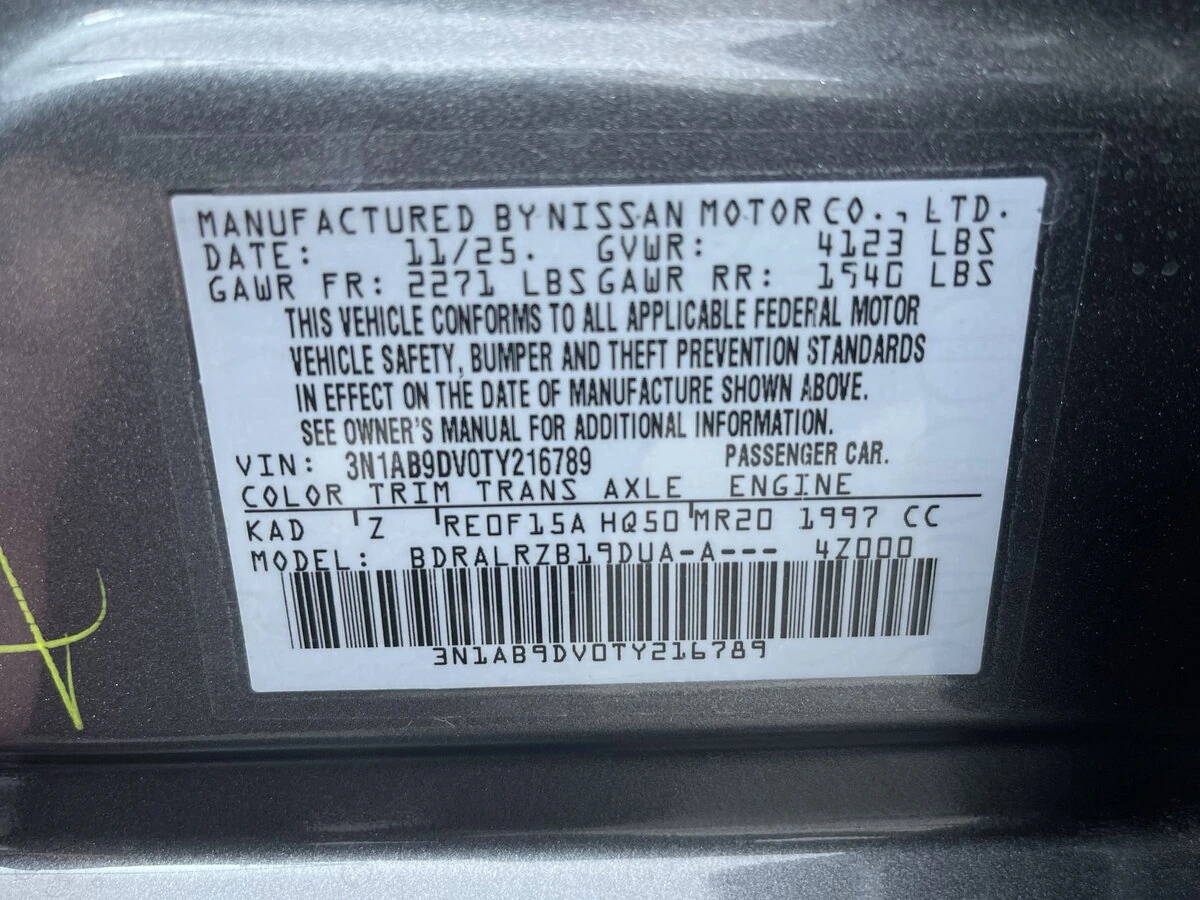 MANUFACTURED BY NISSAN MOTOR CO., LTD.
DATE: 11/25. GVWR: 4123 LBS
GAWR FR: 2271 LBS GAWR RR: 1940 LBS
THIS VEHICLE CONFORMS TO ALL APPLICABLE FEDERAL MOTOR
VEHICLE SAFETY, BUMPER AND THEFT PREVENTION STANDARDS
IN EFFECT ON THE DATE OF MANUFACTURE SHOWN ABOVE.
SEE OWNER'S MANUAL FOR ADDITIONAL INFORMATION.
VIN: 3N1AB9DV0TY216789 PASSENGER CAR.
COLOR TRIM TRANS AXLE ENGINE
KAD Z RE0F15A HQ50 MR20 1997 CC
MODEL: BDRALRZB19DUA-A--- 4Z000
3N1AB9DV0TY216789